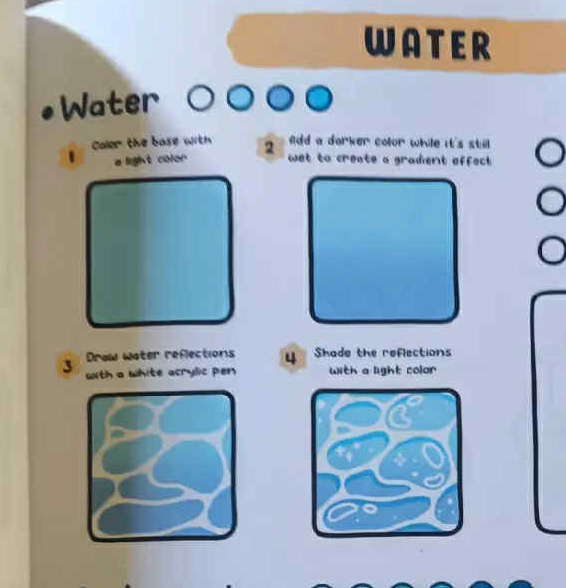 WATER
• Water
1 Color the base with
a light color
2 Add a darker color while it's still
wet to create a gradient effect
3 Draw water reflections
with a white acrylic pen
4 Shade the reflections
with a light color